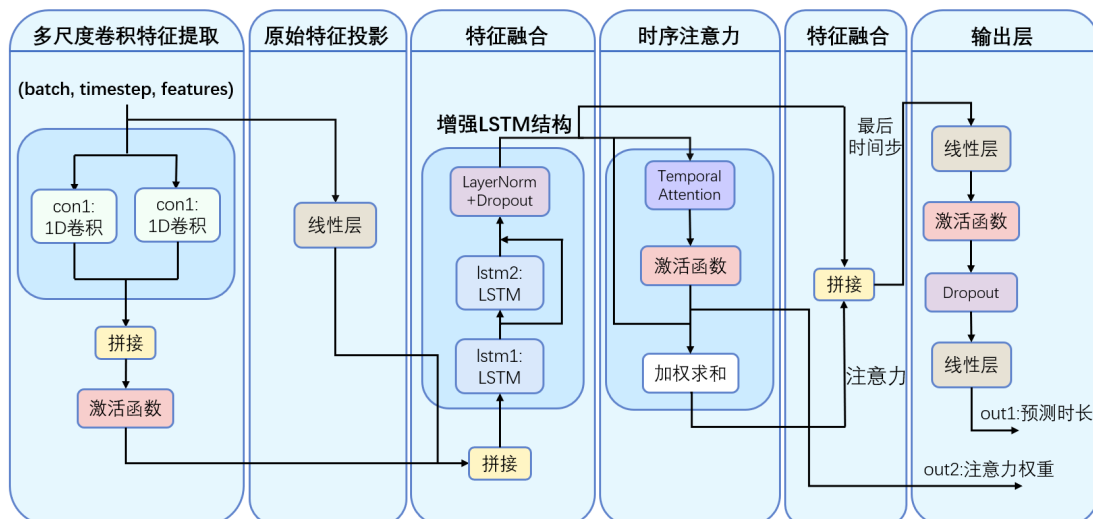 多尺度卷积特征提取
(batch, timestep, features)
con1:
1D卷积
con1:
1D卷积
拼接
激活函数
原始特征投影
线性层
特征融合
增强LSTM结构
LayerNorm
+Dropout
lstm2:
LSTM
lstm1:
LSTM
拼接
时序注意力
Temporal
Attention
激活函数
加权求和
特征融合
最后
时间步
拼接
注意力
输出层
线性层
激活函数
Dropout
线性层
out1:预测时长
out2:注意力权重